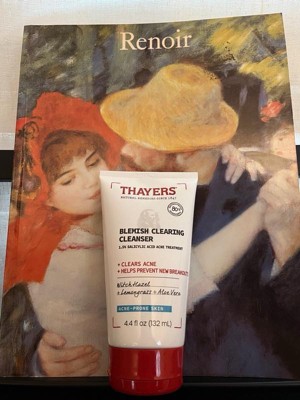 Renoir
THAYERS
NATURAL REMEDIES SINCE 1847
BLEMISH CLEARING
CLEANSER
2.0% SALICYLIC ACID ACNE TREATMENT
• CLEARS ACNE
• HELPS PREVENT NEW BREAKOUTS
Witch Hazel
+ Lemongrass + Aloe Vera
ACNE-PRONE SKIN
4.4 fl oz (132 mL)